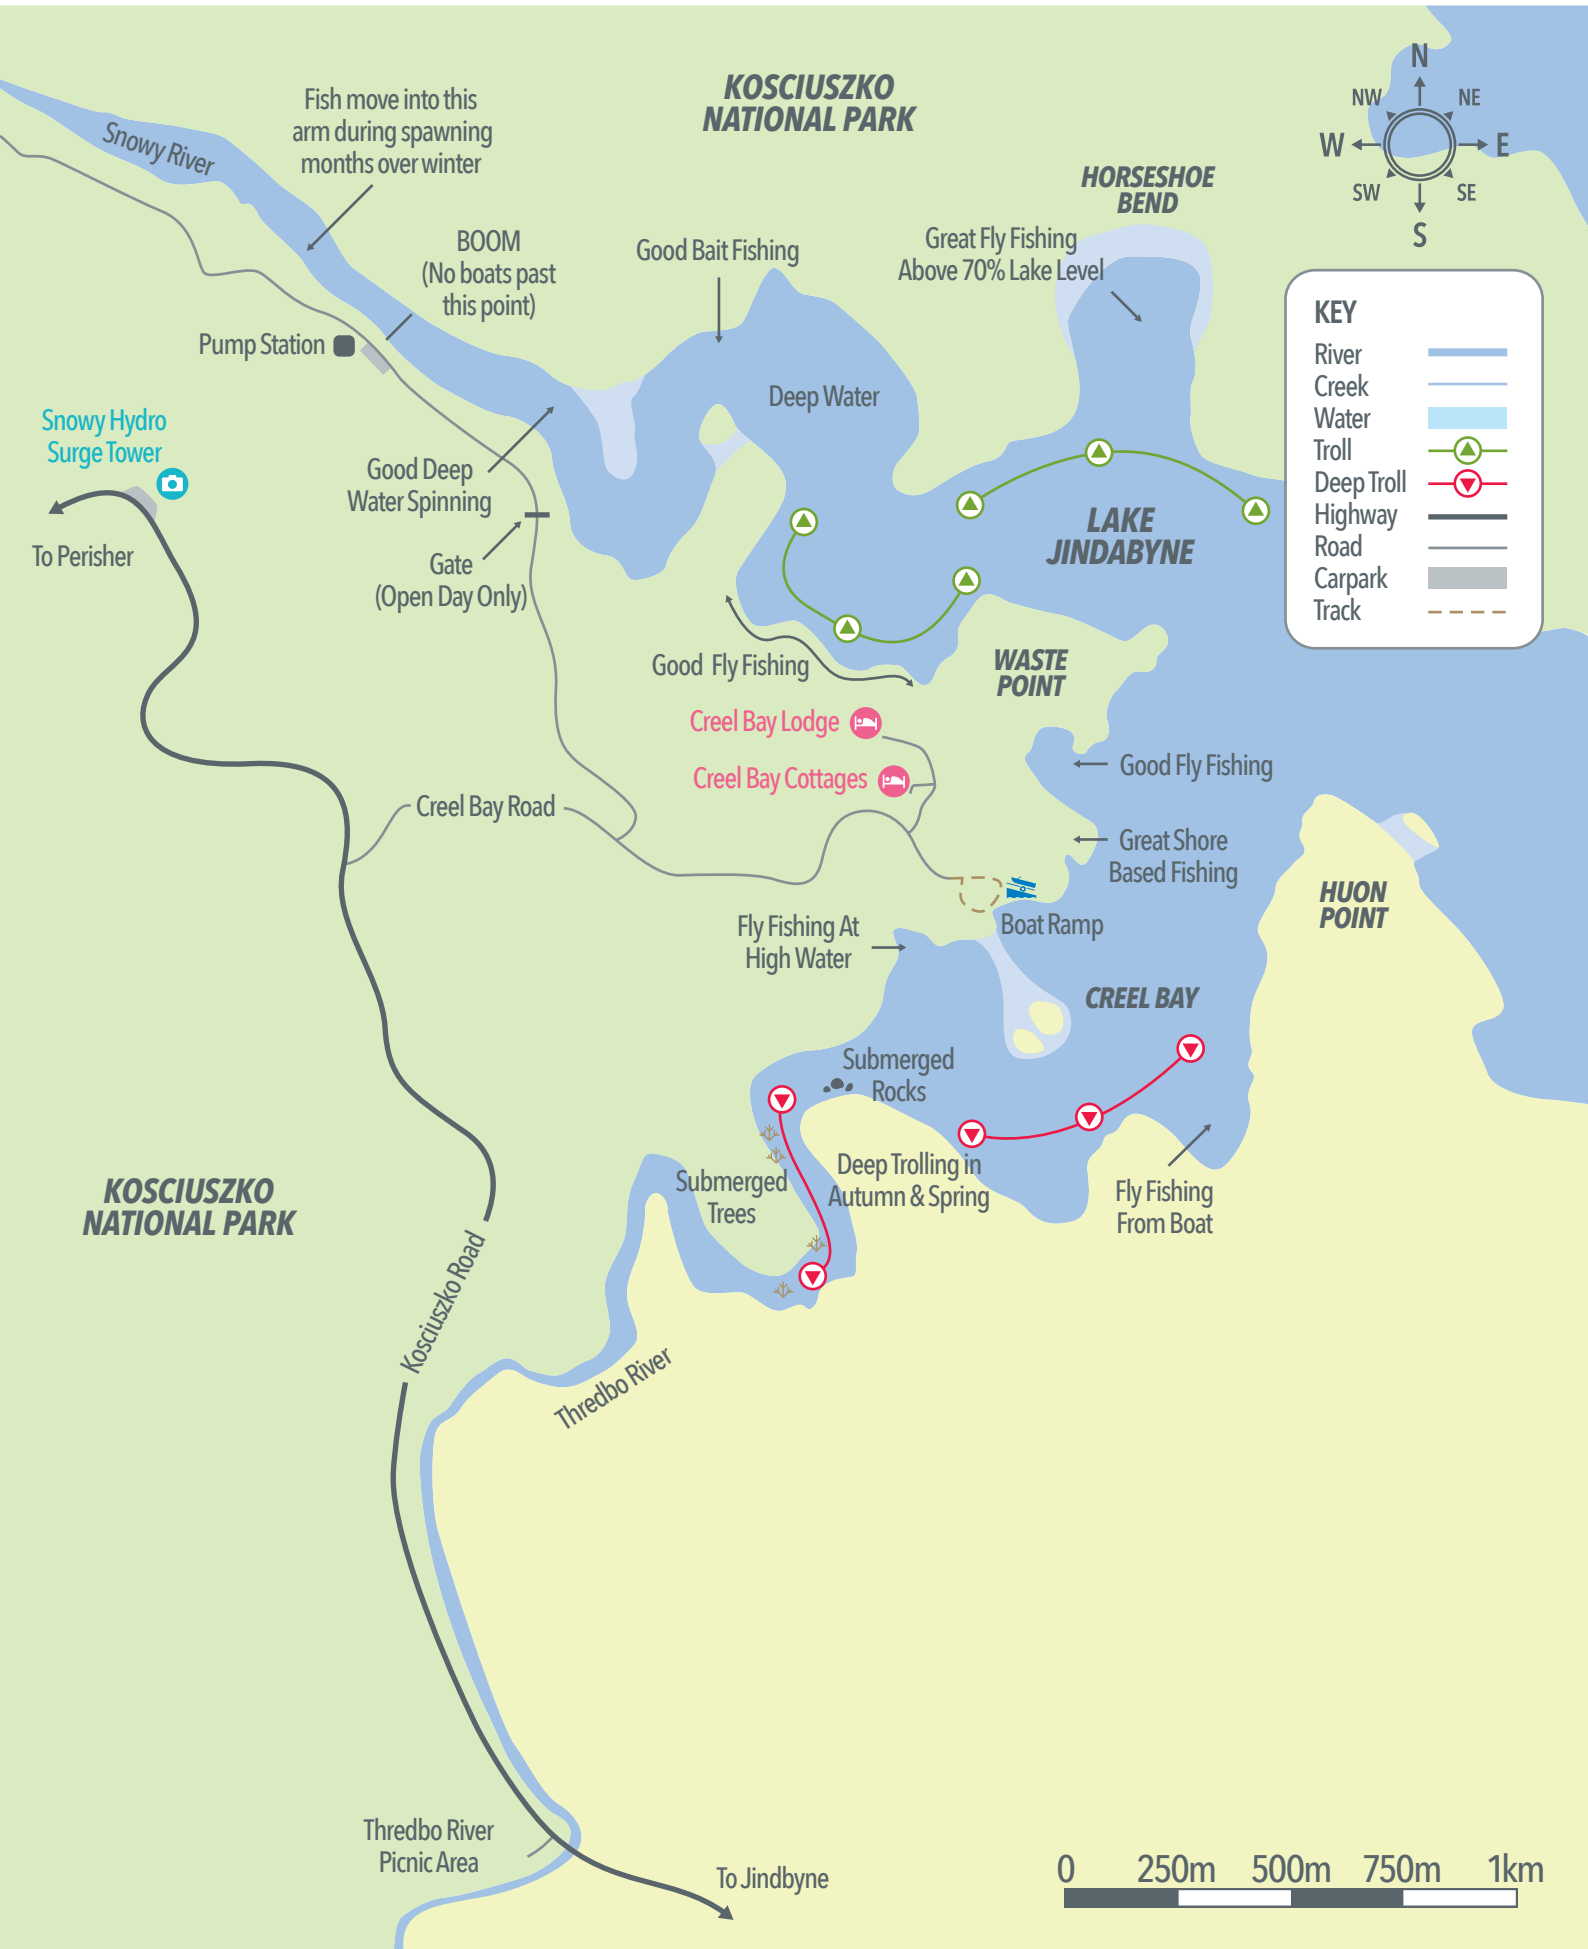 KOSCIUSZKO
NATIONAL PARK
Fish move into this
arm during spawning
months over winter
Snowy River
N
NW
NE
W
E
SW
SE
S
HORSESHOE
BEND
Great Fly Fishing
Above 70% Lake Level
BOOM
(No boats past
this point)
Good Bait Fishing
Pump Station
Deep Water
KEY
River
Creek
Water
Troll
Deep Troll
Highway
Road
Carpark
Track
Snowy Hydro
Surge Tower
To Perisher
Good Deep
Water Spinning
Gate
(Open Day Only)
LAKE
JINDABYNE
Good Fly Fishing
WASTE
POINT
Creel Bay Lodge
Creel Bay Cottages
Good Fly Fishing
Creel Bay Road
Great Shore
Based Fishing
HUON
POINT
Boat Ramp
Fly Fishing At
High Water
CREEL BAY
Submerged
Rocks
Submerged
Trees
Deep Trolling in
Autumn & Spring
Fly Fishing
From Boat
KOSCIUSZKO
NATIONAL PARK
Kosciuszko Road
Thredbo River
Thredbo River
Picnic Area
To Jindbyne
0 250m 500m 750m 1km